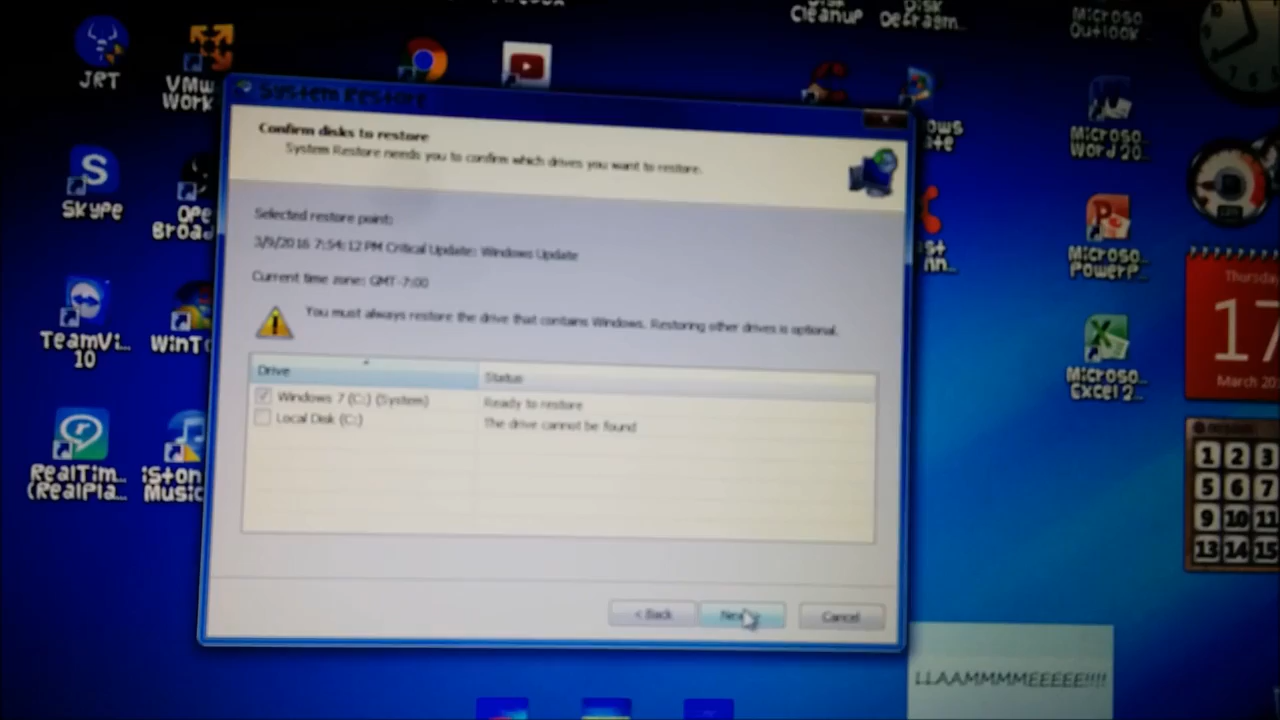 Cleanup
Defragm...
Microso...
Outlook...
JRT
VMw
Work
System Restore
Confirm disks to restore
System Restore needs you to confirm which drives you want to restore.
Microso...
Word 20...
Skype
Ope
Broad
Selected restore point:
3/9/2016 7:54:12 PM Critical Update: Windows Update
Current time zone: GMT-7:00
You must always restore the drive that contains Windows. Restoring other drives is optional.
Microso...
PowerP...
Thursday
17
March 20
TeamVi...
10
WinTo
Drive
Status
Windows 7 (C:) (System)
Ready to restore
Local Disk (C:)
The drive cannot be found
Microso...
Excel 2...
RealTim...
(RealPla...
iSton
Music
1 2 3
5 6 7
9 10 11
13 14 15
< Back
Cancel
LLAAMMMMEEEEE!!!!